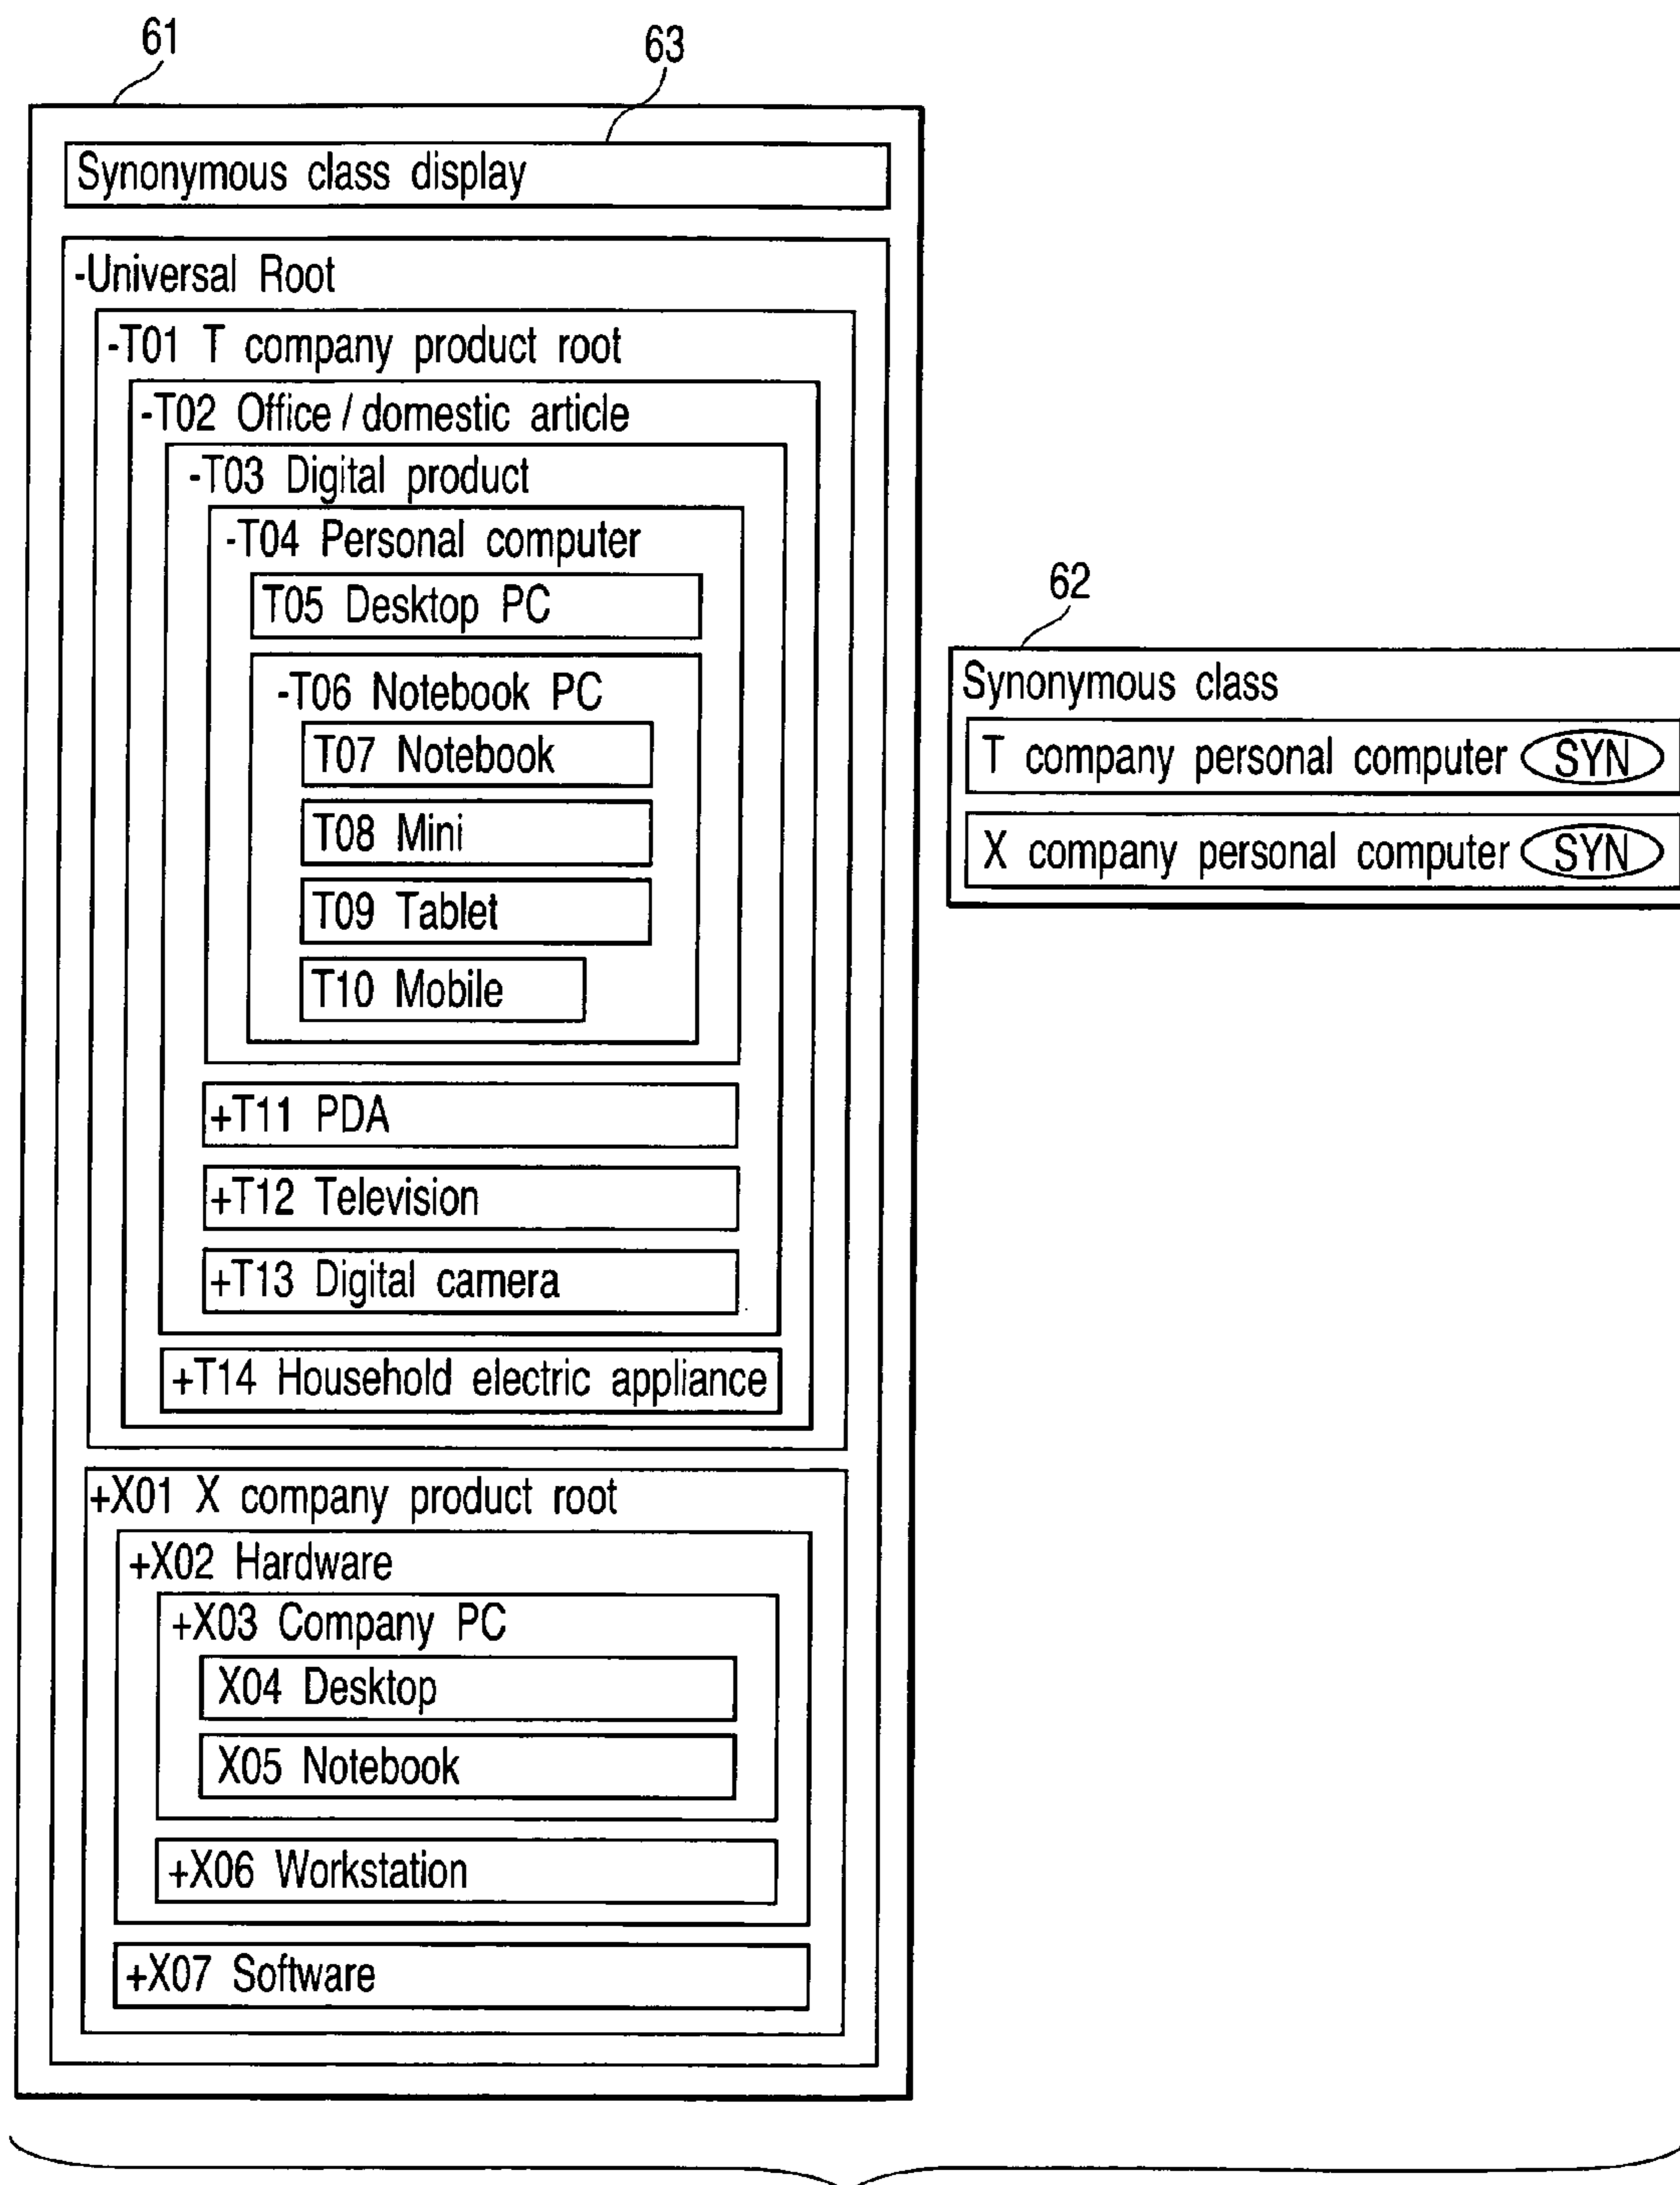 61
63
Synonymous class display
-Universal Root
-T01 T company product root
-T02 Office / domestic article
-T03 Digital product
-T04 Personal computer
T05 Desktop PC
-T06 Notebook PC
T07 Notebook
T08 Mini
T09 Tablet
T10 Mobile
+T11 PDA
+T12 Television
+T13 Digital camera
+T14 Household electric appliance
+X01 X company product root
+X02 Hardware
+X03 Company PC
X04 Desktop
X05 Notebook
+X06 Workstation
+X07 Software
62
Synonymous class
T company personal computer SYN
X company personal computer SYN